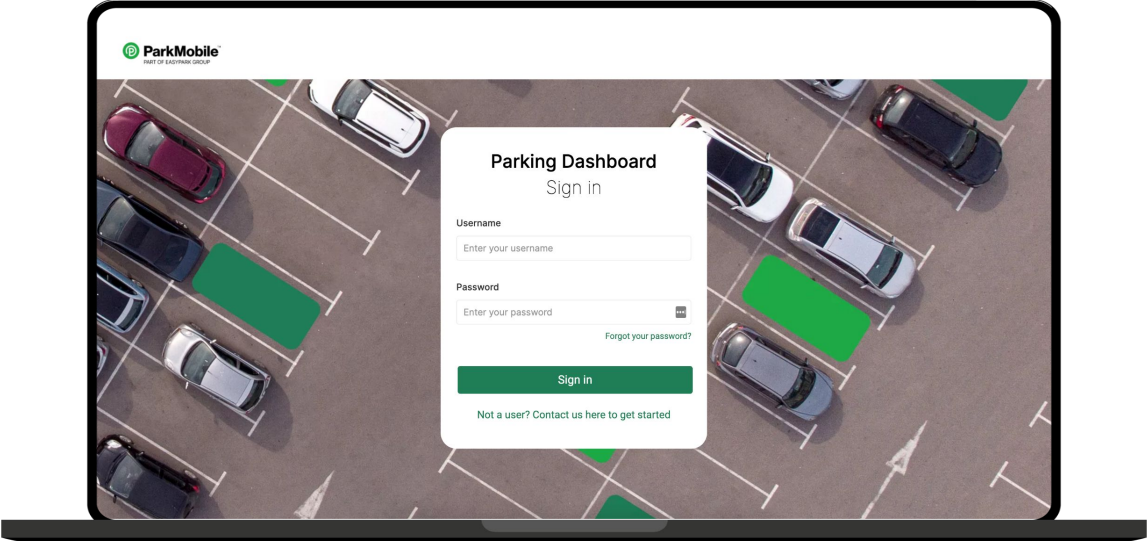 ParkMobile™
PART OF EASYPARK GROUP
Parking Dashboard
Sign in
Username
Enter your username
Password
Enter your password
Forgot your password?
Sign in
Not a user? Contact us here to get started